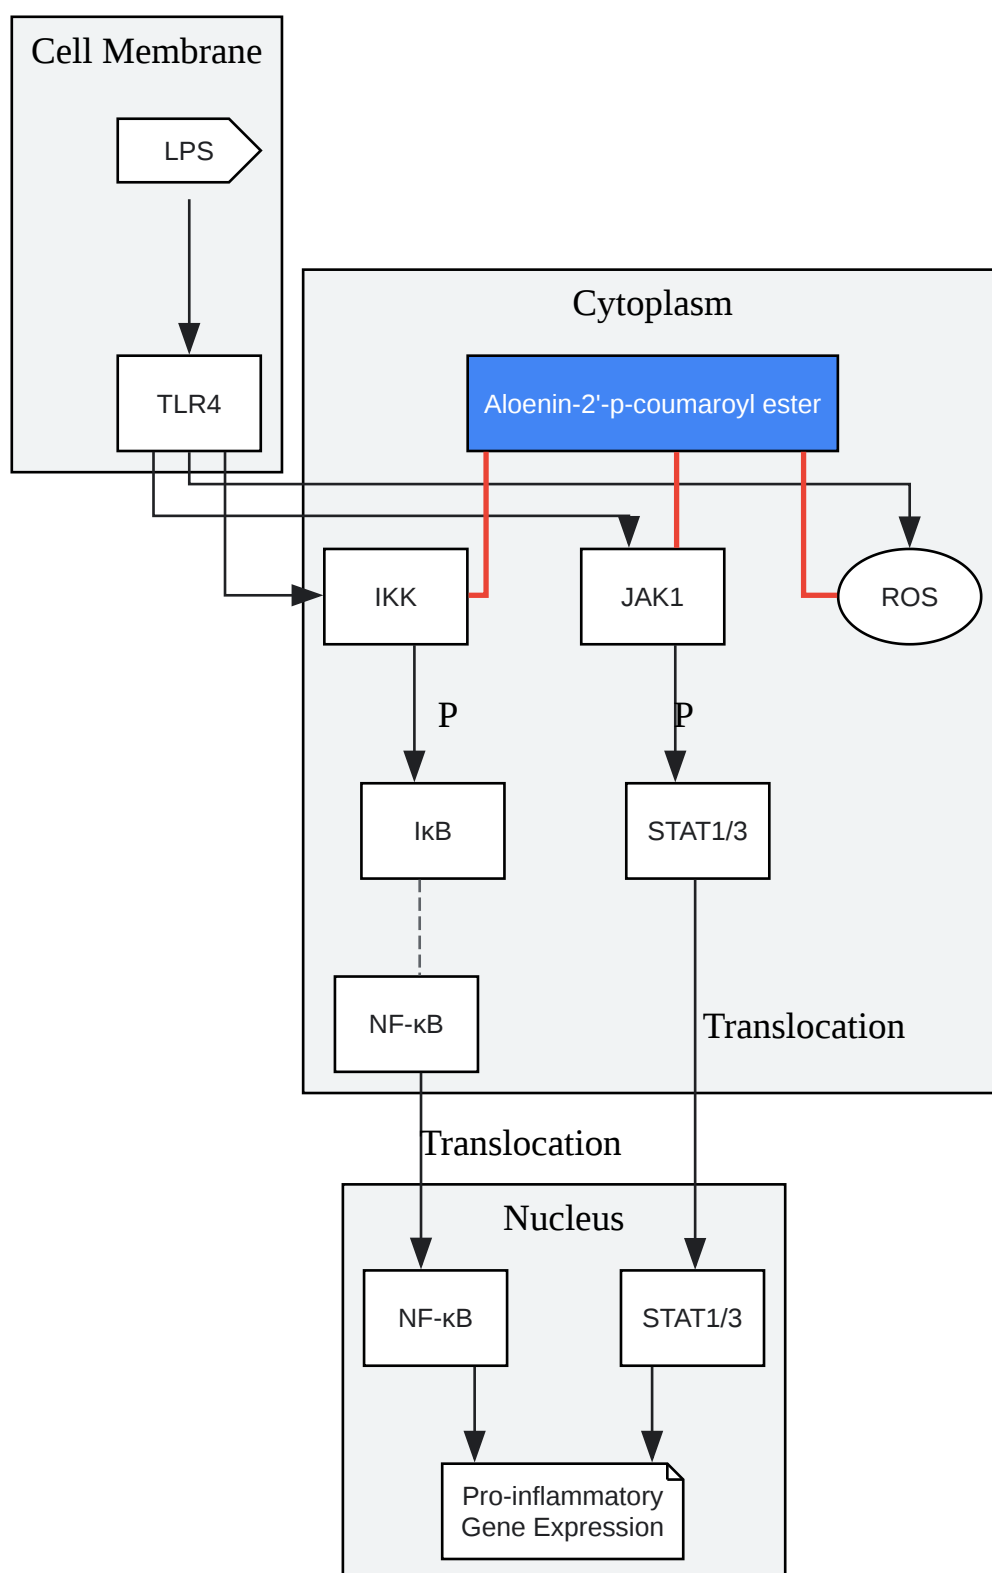 Cell Membrane
LPS
TLR4
Cytoplasm
Aloenin-2'-p-coumaroyl ester
IKK
JAK1
ROS
P
P
IκB
STAT1/3
NF-κB
Translocation
Translocation
Nucleus
NF-κB
STAT1/3
Pro-inflammatory
Gene Expression